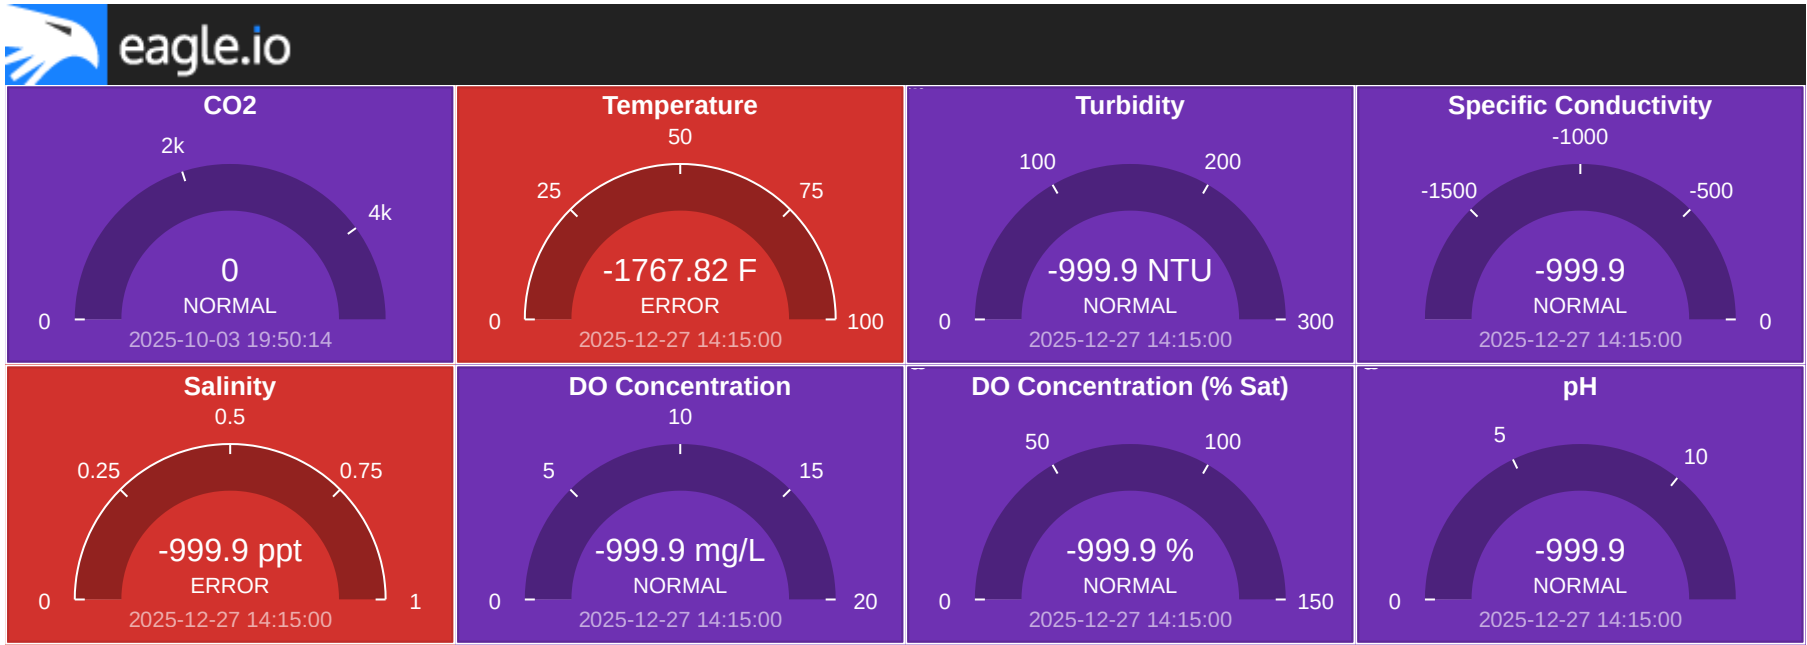 eagle.io
CO2
2k
4k
0
NORMAL
0
2025-10-03 19:50:14
Temperature
50
25
75
-1767.82 F
ERROR
0
100
2025-12-27 14:15:00
Turbidity
100
200
-999.9 NTU
NORMAL
0
300
2025-12-27 14:15:00
Specific Conductivity
-1000
-1500
-500
-999.9
NORMAL
0
2025-12-27 14:15:00
Salinity
0.5
0.25
0.75
-999.9 ppt
ERROR
0
1
2025-12-27 14:15:00
DO Concentration
10
5
15
-999.9 mg/L
NORMAL
0
20
2025-12-27 14:15:00
DO Concentration (% Sat)
50
100
-999.9 %
NORMAL
0
150
2025-12-27 14:15:00
pH
5
10
-999.9
NORMAL
0
2025-12-27 14:15:00